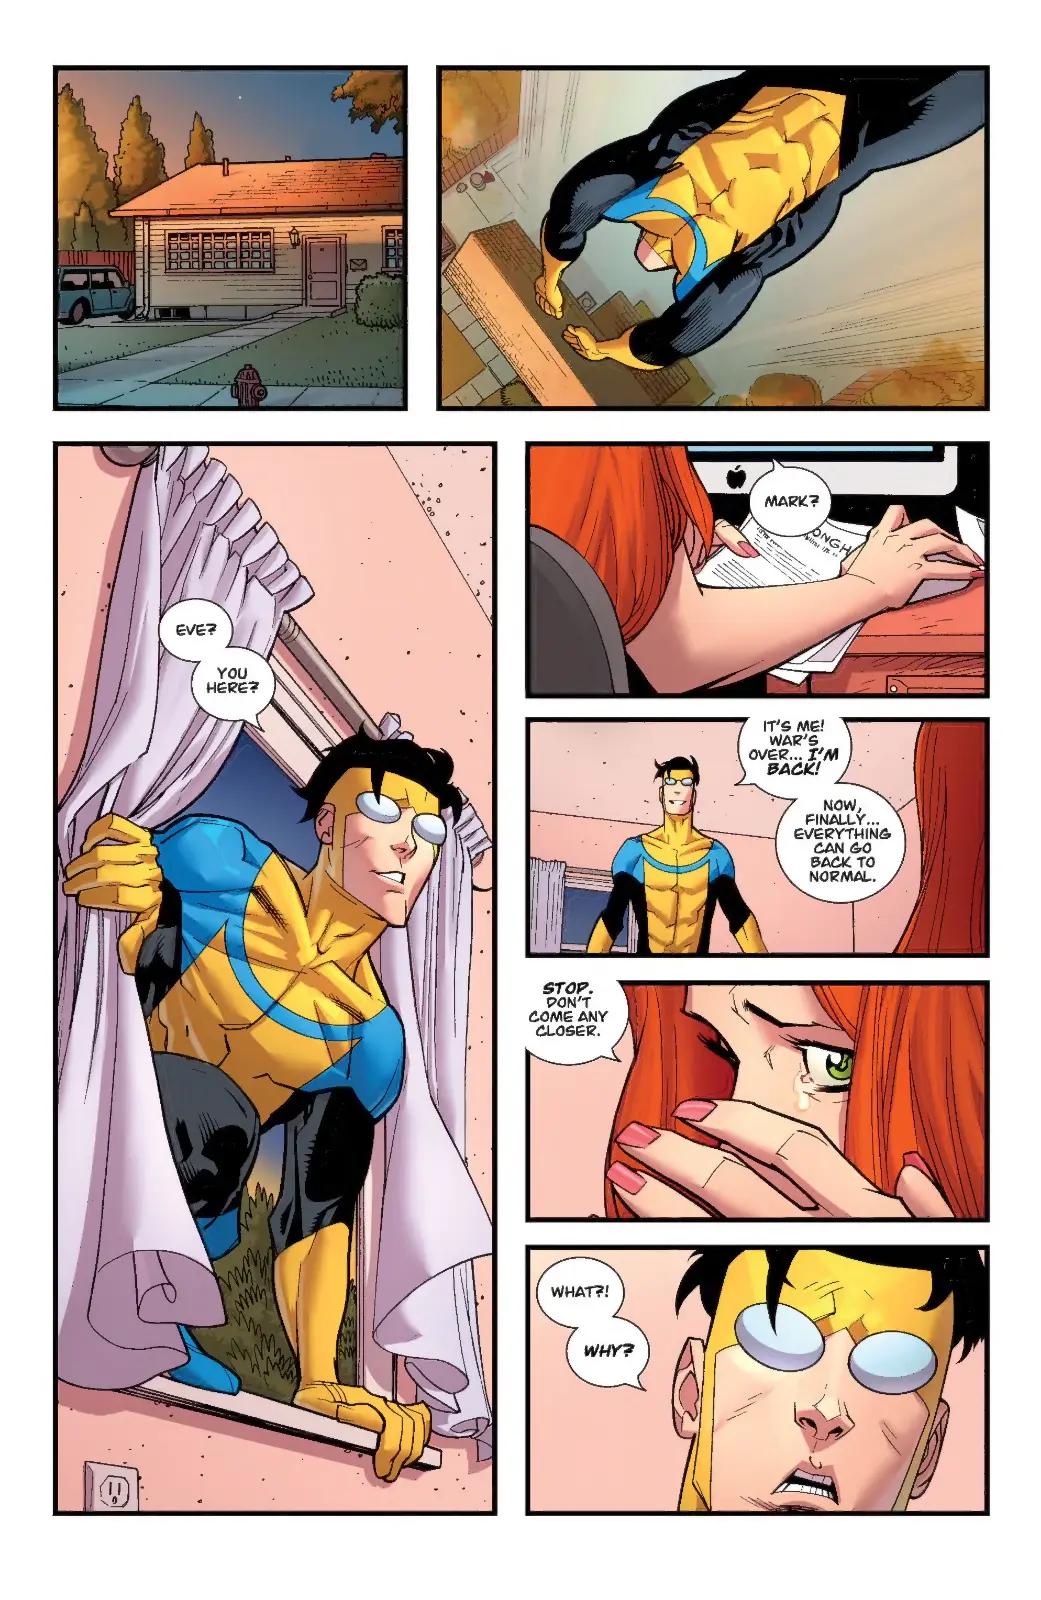 EVE?
YOU
HERE?
MARK?
IT'S ME!
WAR'S
OVER... I'M
BACK!
NOW,
FINALLY...
EVERYTHING
CAN GO
BACK TO
NORMAL.
STOP.
DON'T
COME ANY
CLOSER.
WHAT?!
WHY?